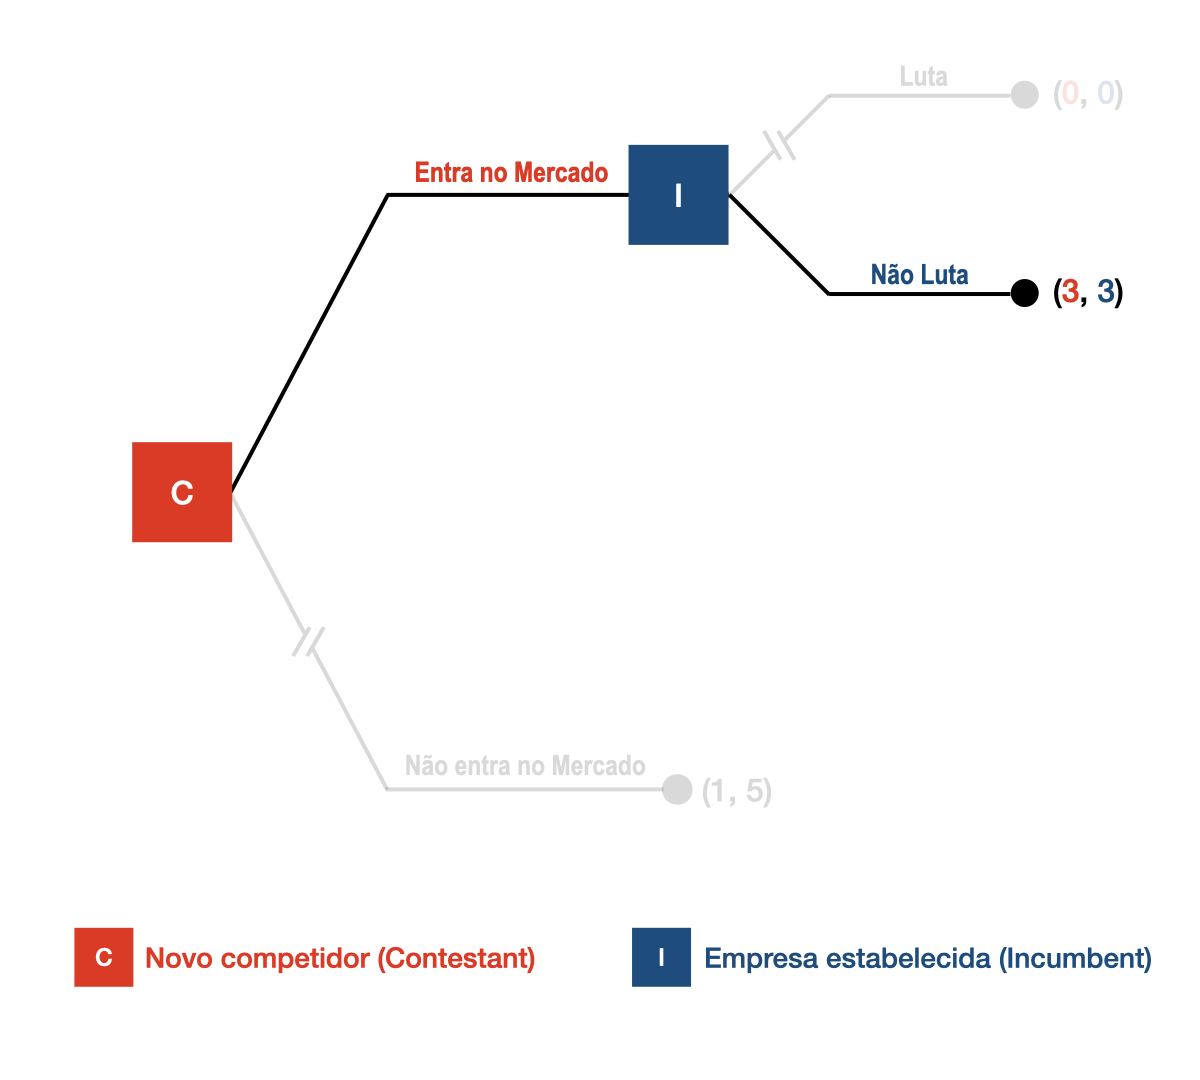 Luta
(0, 0)
Entra no Mercado
I
Não Luta
(3, 3)
C
Não entra no Mercado
(1, 5)
C Novo competidor (Contestant)
I Empresa estabelecida (Incumbent)